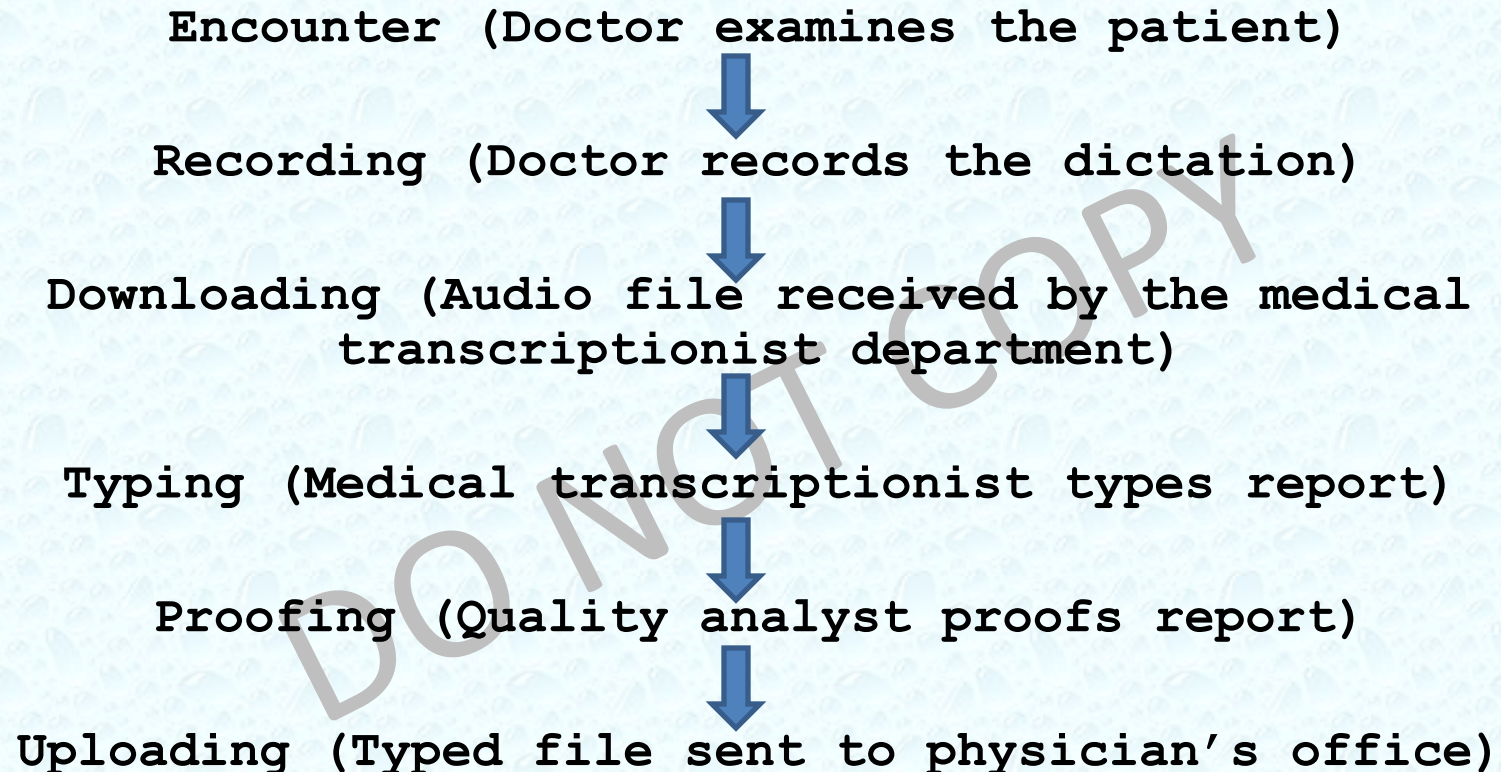 Encounter (Doctor examines the patient)
Recording (Doctor records the dictation)
Downloading (Audio file received by the medical
transcriptionist department)
Typing (Medical transcriptionist types report)
Proofing (Quality analyst proofs report)
Uploading (Typed file sent to physician’s office)
DO NOT COPY